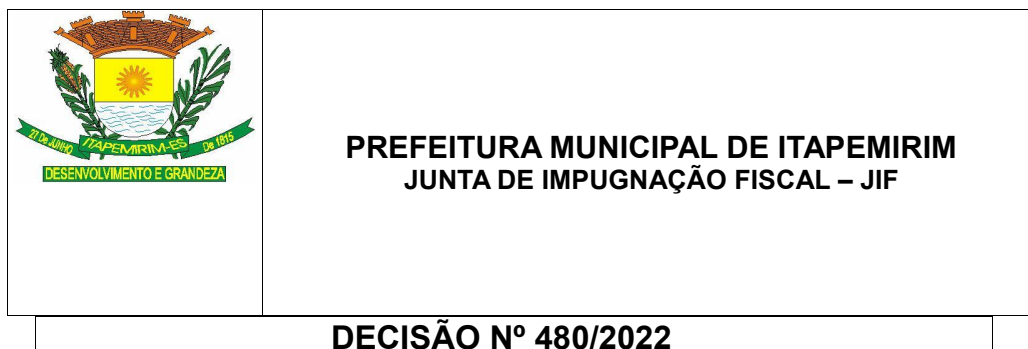 27 De JUNHO ITAPEMIRIM-ES De 1815
DESENVOLVIMENTO E GRANDEZA
PREFEITURA MUNICIPAL DE ITAPEMIRIM
JUNTA DE IMPUGNAÇÃO FISCAL – JIF
DECISÃO Nº 480/2022